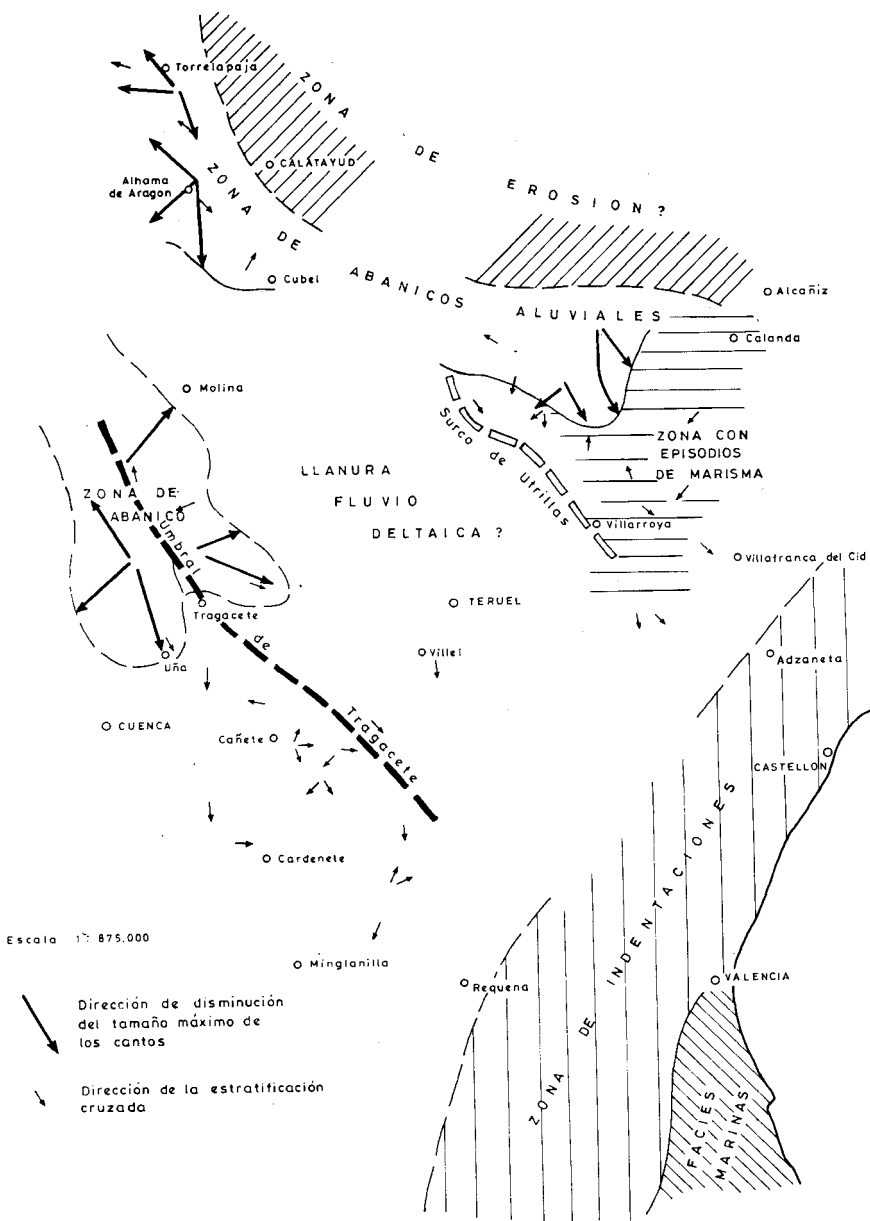 Torrelapaja
ZONA DE EROSION?
CALATAYUD
Alhama
de Aragon
ZONA DE ABANICOS ALUVIALES
Cubel
Alcañiz
Calanda
Molina
Surco de Utrillas
ZONA CON
EPISODIOS
DE MARISMA
LLANURA
FLUVIO
DELTAICA ?
ZONA DE
ABANICO
Umbral de Tragacete
Villarroya
Villafranca del Cid
Tragacete
TERUEL
Uña
Villel
Adzaneta
CUENCA
Cañete
CASTELLON
Cardenete
ZONA DE INDENTACIONES
Escala 1: 875.000
Minglanilla
Requena
VALENCIA
Dirección de disminución
del tamaño máximo de
los cantos
Dirección de la estratificación
cruzada
FACIES
MARINAS